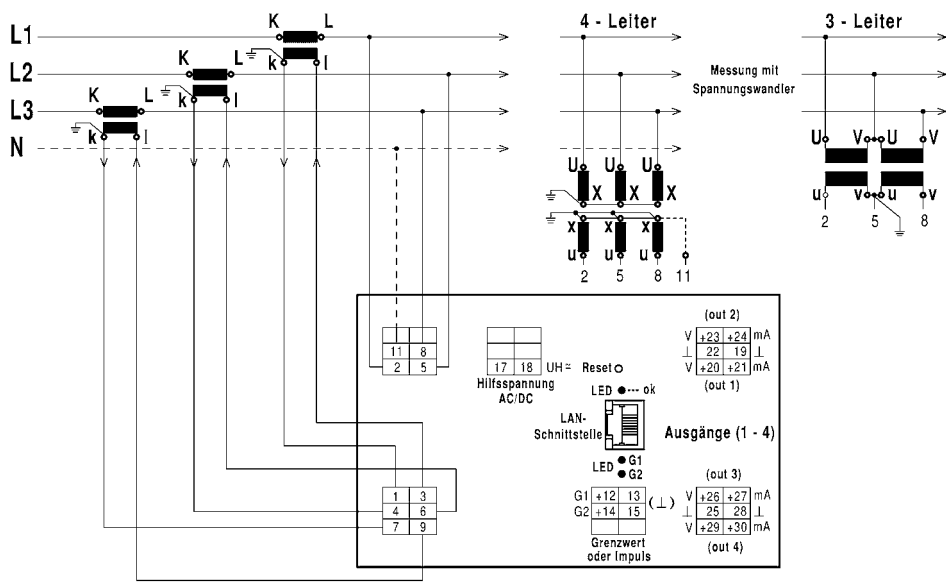 4 - Leiter
3 - Leiter
K L
L1
k l
K L
L2
k l
Messung mit
Spannungswandler
K L
L3
k l
N
U V U V
u v u v
2 5 8
U U U
X X X
x x x
u u u
2 5 8 11
(out 2)
V +23 +24 mA
⊥ 22 19 ⊥
V +20 +21 mA
(out 1)
11 8
2 5
17 18 UH ≃
Hilfsspannung
AC/DC
Reset
LED ok
LAN-
Schnittstelle
Ausgänge (1 - 4)
LED G1
G2
1 3
4 6
7 9
G1 +12 13
G2 +14 15
(⊥)
Grenzwert
oder Impuls
(out 3)
V +26 +27 mA
⊥ 25 28 ⊥
V +29 +30 mA
(out 4)